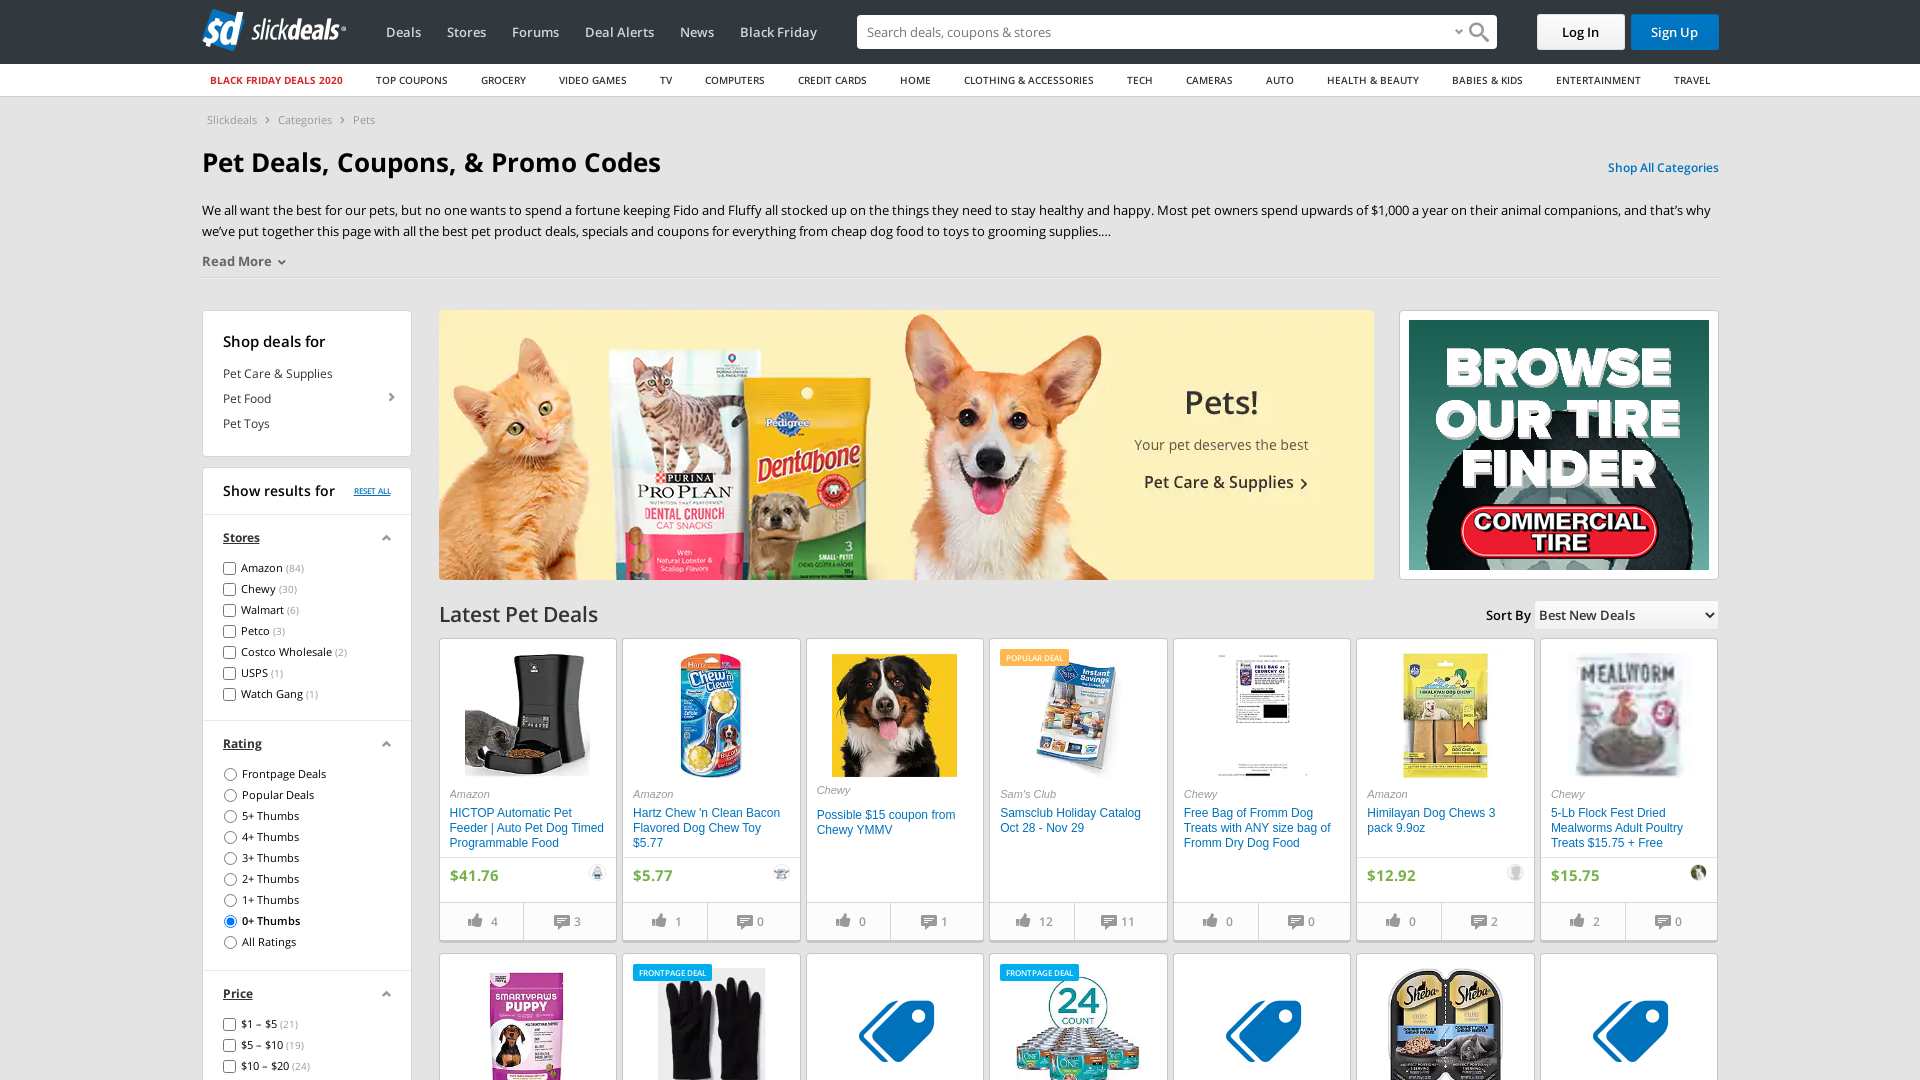 sd slickdeals
Deals
Stores
Forums
Deal Alerts
News
Black Friday
Search deals, coupons & stores
Log In
Sign Up
BLACK FRIDAY DEALS 2020
TOP COUPONS
GROCERY
VIDEO GAMES
TV
COMPUTERS
CREDIT CARDS
HOME
CLOTHING & ACCESSORIES
TECH
CAMERAS
AUTO
HEALTH & BEAUTY
BABIES & KIDS
ENTERTAINMENT
TRAVEL
Slickdeals > Categories > Pets
Pet Deals, Coupons, & Promo Codes
Shop All Categories
We all want the best for our pets, but no one wants to spend a fortune keeping Fido and Fluffy all stocked up on the things they need to stay healthy and happy. Most pet owners spend upwards of $1,000 a year on their animal companions, and that’s why
we’ve put together this page with all the best pet product deals, specials and coupons for everything from cheap dog food to toys to grooming supplies.…
Read More
Shop deals for
Pet Care & Supplies
Pet Food
Pet Toys
Show results for
RESET ALL
Stores
Amazon (84)
Chewy (30)
Walmart (6)
Petco (3)
Costco Wholesale (2)
USPS (1)
Watch Gang (1)
Rating
Frontpage Deals
Popular Deals
5+ Thumbs
4+ Thumbs
3+ Thumbs
2+ Thumbs
1+ Thumbs
0+ Thumbs
All Ratings
Price
$1 – $5 (21)
$5 – $10 (19)
$10 – $20 (24)
PURINA
PRO PLAN
DENTAL CRUNCH
CAT SNACKS
With
Natural Lobster &
Scallop Flavors
Pedigree
Dentabone
3
SMALL-PETIT
Pets!
Your pet deserves the best
Pet Care & Supplies
BROWSE
OUR TIRE
FINDER
COMMERCIAL
TIRE
Latest Pet Deals
Sort By
Best New Deals
Amazon
HICTOP Automatic Pet
Feeder | Auto Pet Dog Timed
Programmable Food
$41.76
4
3
Hartz
Chew 'n
Clean
Amazon
Hartz Chew 'n Clean Bacon
Flavored Dog Chew Toy
$5.77
$5.77
1
0
Chewy
Possible $15 coupon from
Chewy YMMV
0
1
POPULAR DEAL
Instant
Savings
Sam's Club
Samsclub Holiday Catalog
Oct 28 - Nov 29
12
11
FREE BAG of
Chewy
Free Bag of Fromm Dog
Treats with ANY size bag of
Fromm Dry Dog Food
0
0
HIMALAYAN DOG CHEW
Amazon
Himilayan Dog Chews 3
pack 9.9oz
$12.92
0
2
MEALWORM
5
Chewy
5-Lb Flock Fest Dried
Mealworms Adult Poultry
Treats $15.75 + Free
$15.75
2
0
SMARTYPAWS
PUPPY
FRONTPAGE DEAL
FRONTPAGE DEAL
24
COUNT
ONE
Sheba
Sheba